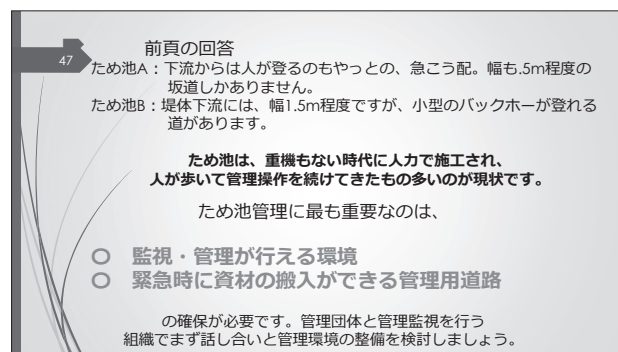 前頁の回答
47
ため池A：下流からは人が登るのもやっとの、急こう配。幅も.5m程度の
坂道しかありません。
ため池B：堤体下流には、幅1.5m程度ですが、小型のバックホーが登れる
道があります。
ため池は、重機もない時代に人力で施工され、
人が歩いて管理操作を続けてきたもの多いのが現状です。
ため池管理に最も重要なのは、
○ 監視・管理が行える環境
○ 緊急時に資材の搬入ができる管理用道路
の確保が必要です。管理団体と管理監視を行う
組織でまず話し合いと管理環境の整備を検討しましょう。